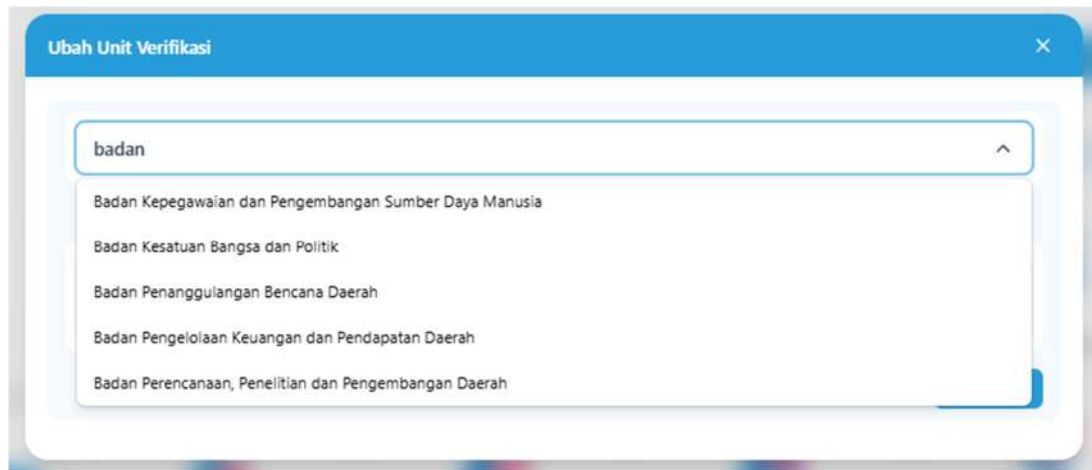 Ubah Unit Verifikasi
badan
Badan Kepegawaian dan Pengembangan Sumber Daya Manusia
Badan Kesatuan Bangsa dan Politik
Badan Penanggulangan Bencana Daerah
Badan Pengelolaan Keuangan dan Pendapatan Daerah
Badan Perencanaan, Penelitian dan Pengembangan Daerah